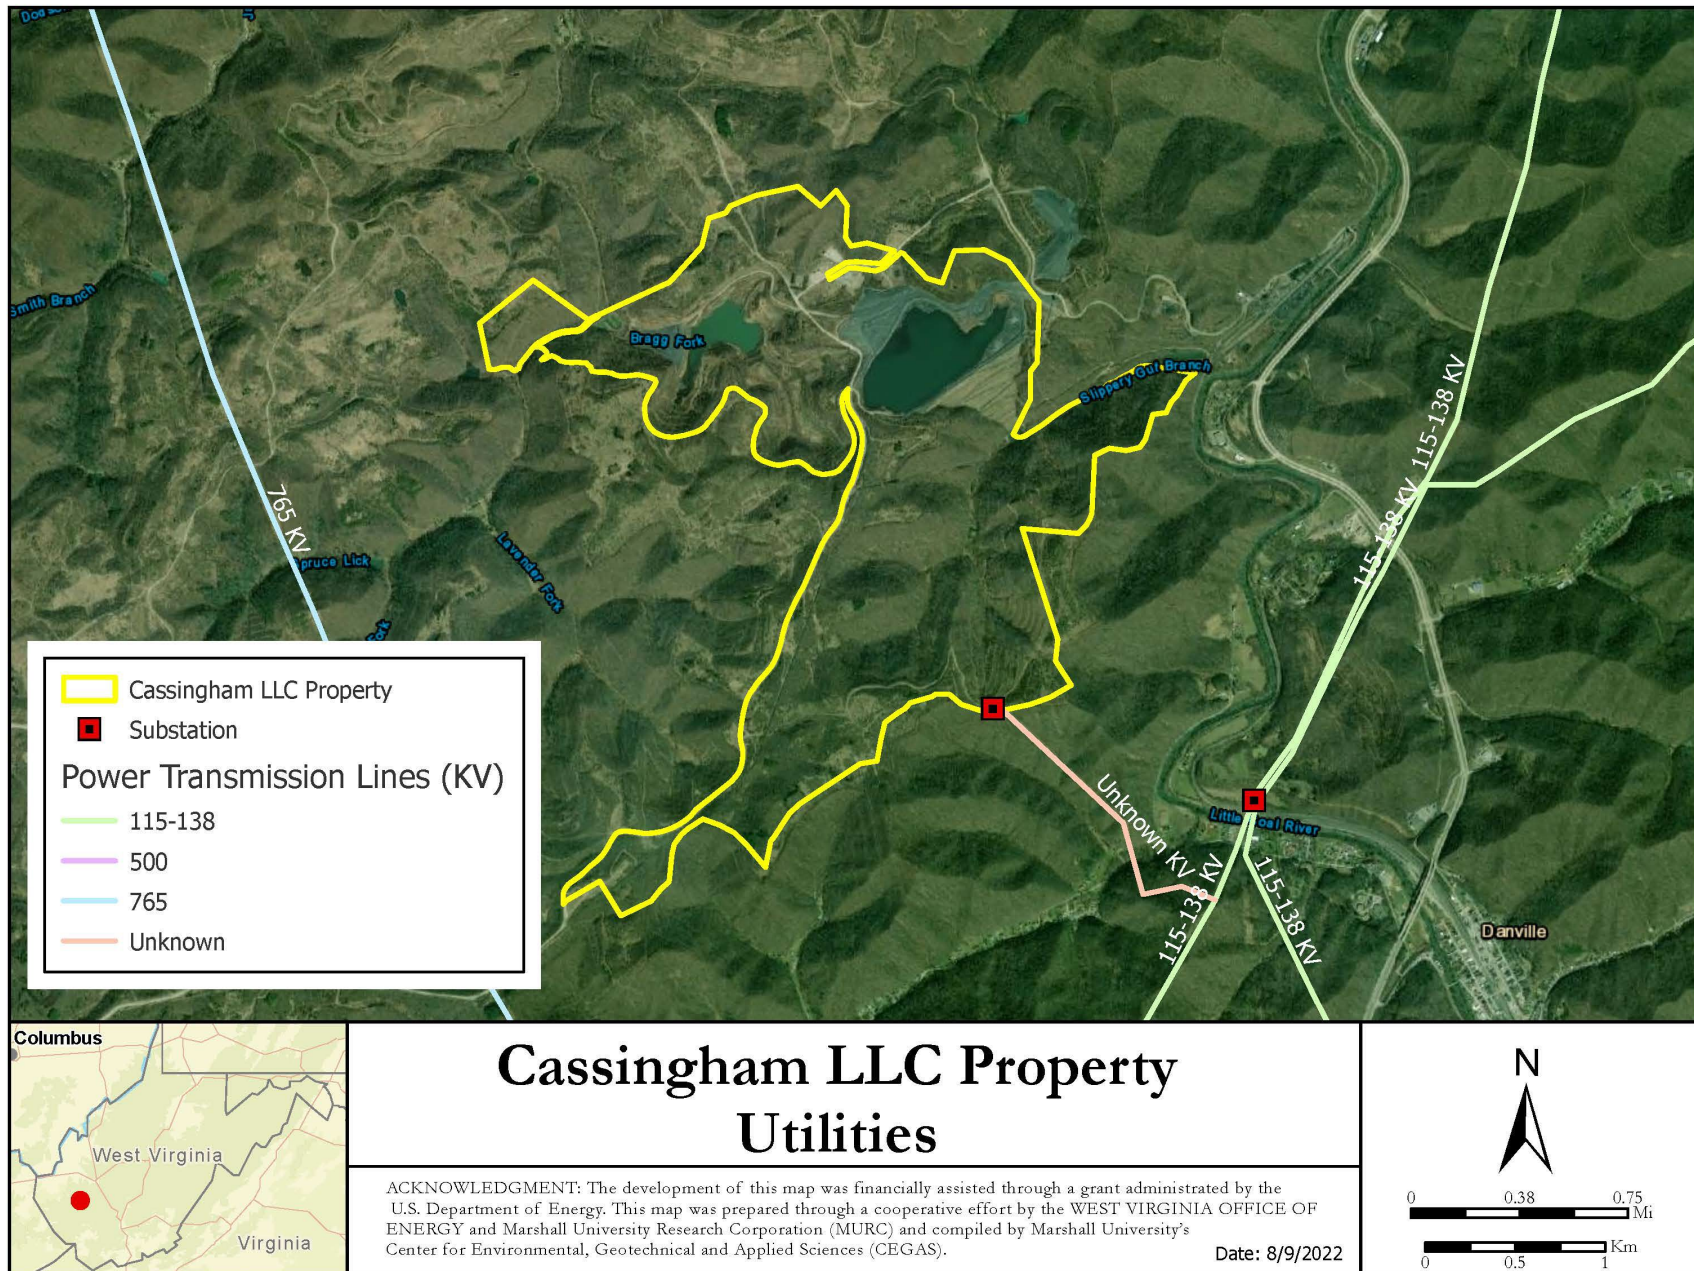 Smith Branch
Bragg Fork
Slippery Gut Branch
115-138 KV
115-138 KV
765 KV
pruce Lick
Lavender Fork
Fork
Unknown KV
Little Coal River
115-138 KV
115-138 KV
Danville
Cassingham LLC Property
Substation
Power Transmission Lines (KV)
115-138
500
765
Unknown
Columbus
West Virginia
Virginia
Cassingham LLC Property
Utilities
ACKNOWLEDGMENT: The development of this map was financially assisted through a grant administrated by the
U.S. Department of Energy. This map was prepared through a cooperative effort by the WEST VIRGINIA OFFICE OF
ENERGY and Marshall University Research Corporation (MURC) and compiled by Marshall University's
Center for Environmental, Geotechnical and Applied Sciences (CEGAS).
Date: 8/9/2022
N
0 0.38 0.75
Mi
Km
0 0.5 1